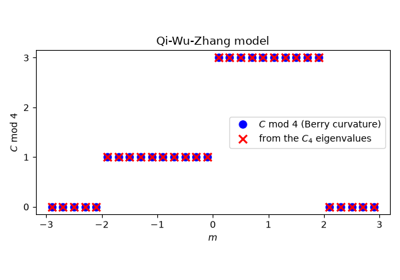 Qi-Wu-Zhang model
C mod 4
3
2
1
0
C mod 4 (Berry curvature)
from the C₄ eigenvalues
−3
−2
−1
0
1
2
3
m